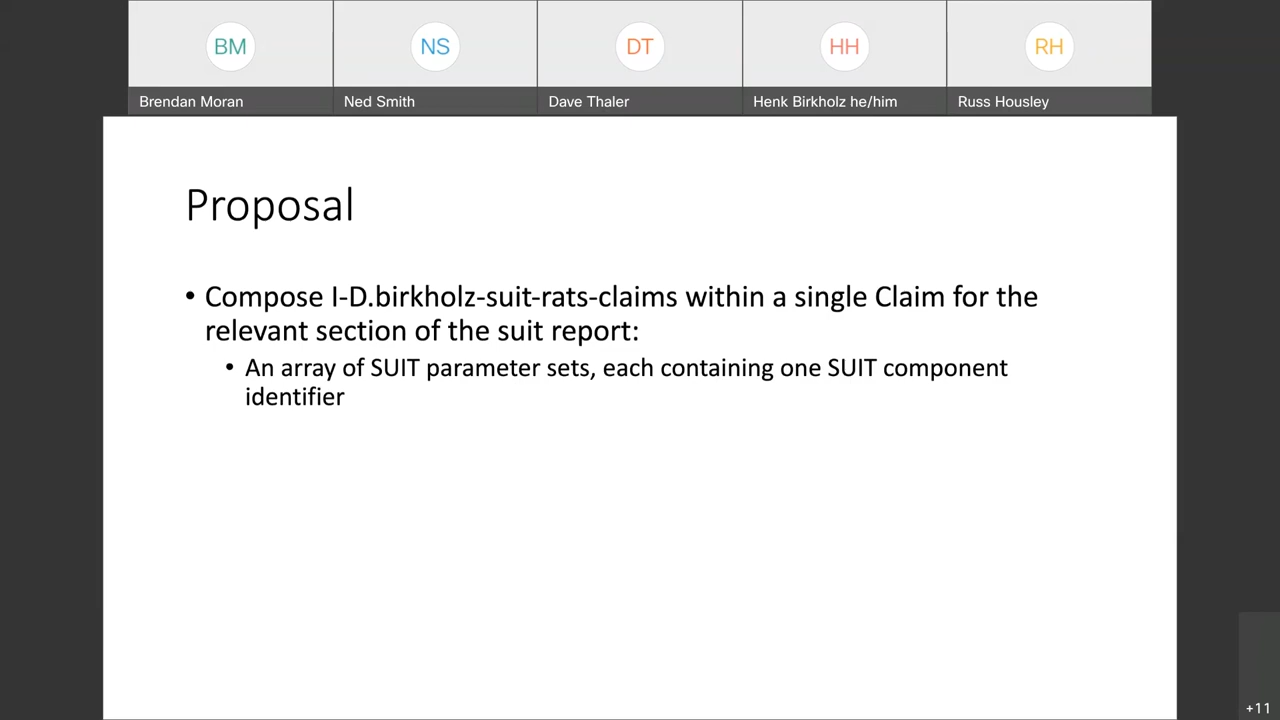 BM NS DT HH RH
Brendan Moran Ned Smith Dave Thaler Henk Birkholz he/him Russ Housley
Proposal
• Compose I-D.birkholz-suit-rats-claims within a single Claim for the
relevant section of the suit report:
• An array of SUIT parameter sets, each containing one SUIT component
identifier
+11